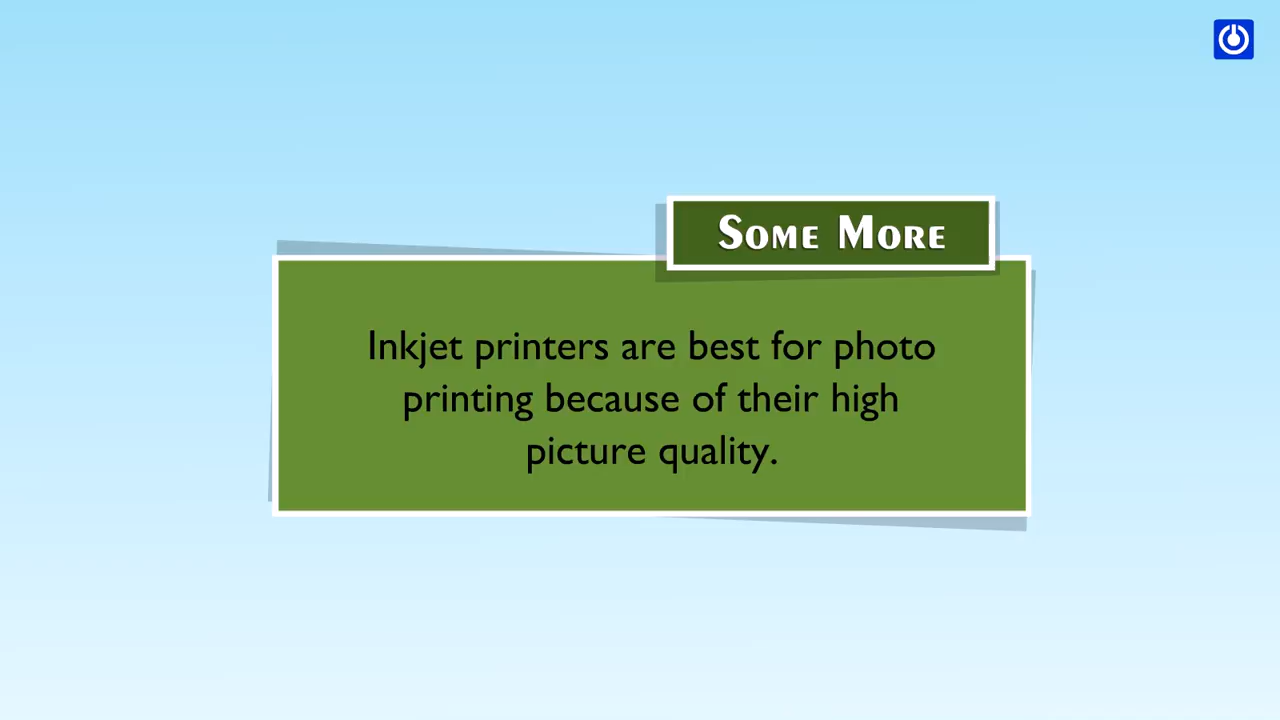 Some More
Inkjet printers are best for photo
printing because of their high
picture quality.